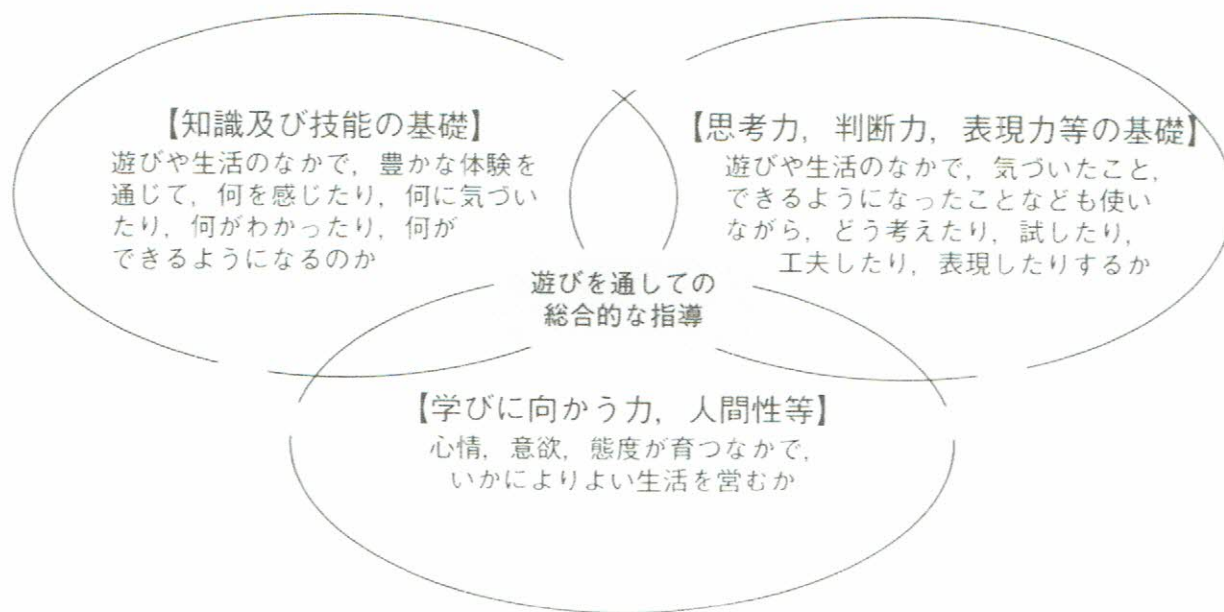 【知識及び技能の基礎】
遊びや生活のなかで，豊かな体験を
通じて，何を感じたり，何に気づい
たり，何がわかったり，何が
できるようになるのか
【思考力，判断力，表現力等の基礎】
遊びや生活のなかで，気づいたこと，
できるようになったことなども使い
ながら，どう考えたり，試したり，
工夫したり，表現したりするか
遊びを通しての
総合的な指導
【学びに向かう力，人間性等】
心情，意欲，態度が育つなかで，
いかによりよい生活を営むか